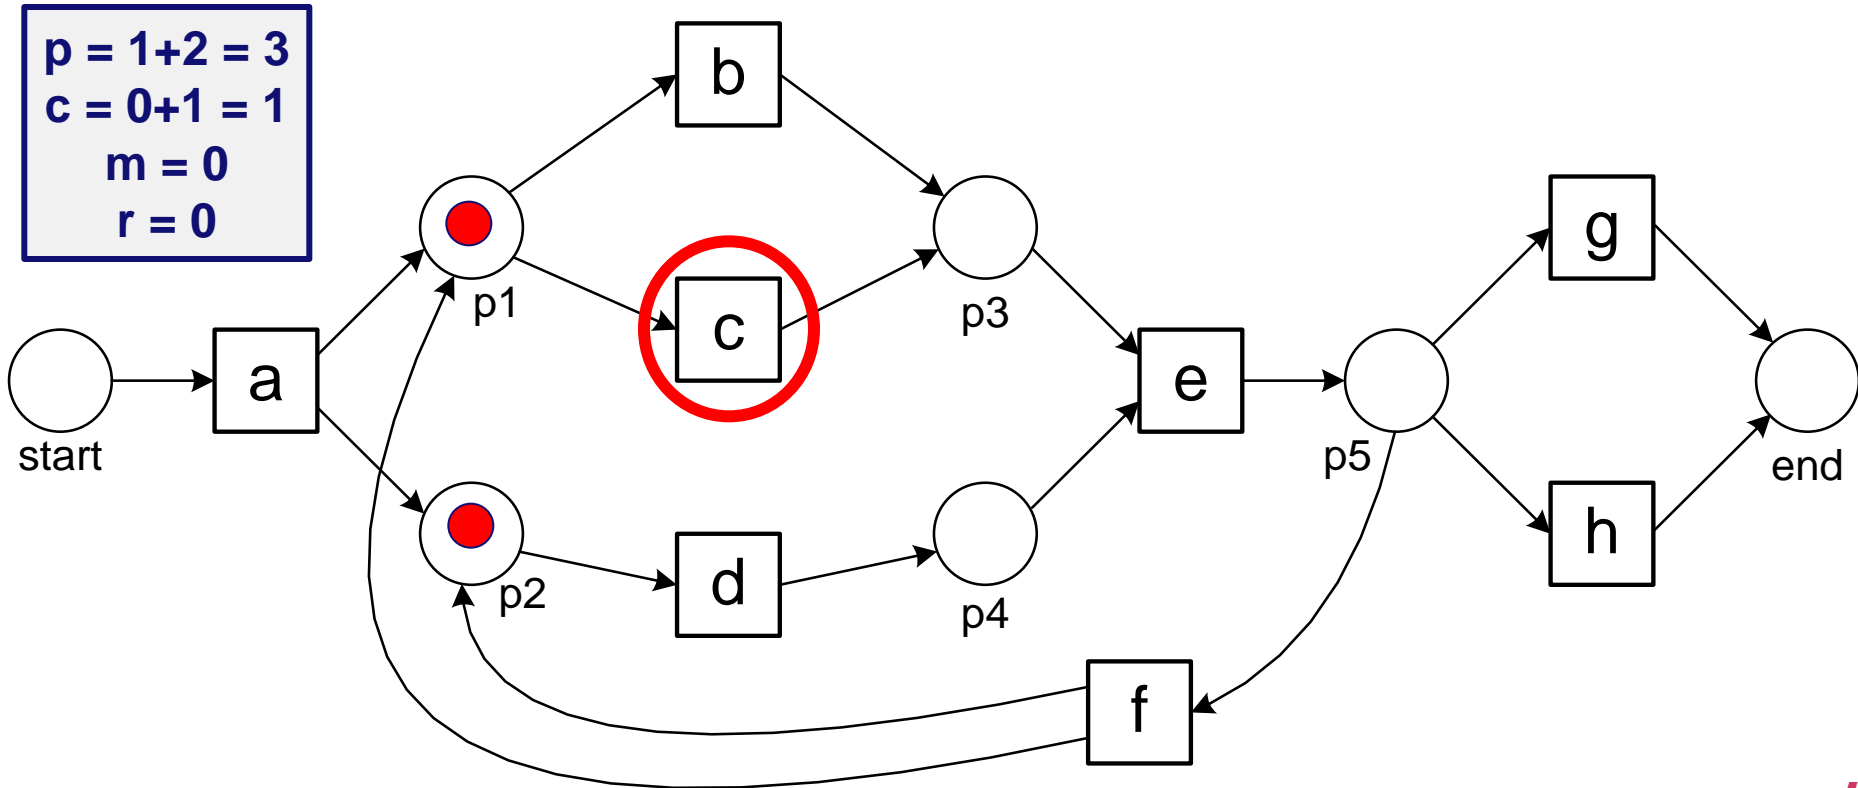 p = 1+2 = 3
c = 0+1 = 1
m = 0
r = 0
b
g
p1
c
p3
a
e
start
p5
end
h
d
p2
p4
f